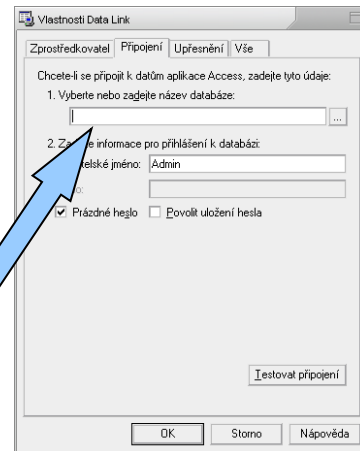 Vlastnosti Data Link
Zprostředkovatel Připojení Upřesnění Vše
Chcete-li se připojit k datům aplikace Access, zadejte tyto údaje:
1. Vyberte nebo zadejte název databáze:
...
2. informace pro přihlášení k databázi:
jméno: Admin
Prázdné heslo Povolit uložení hesla
Testovat připojení
OK Storno Nápověda